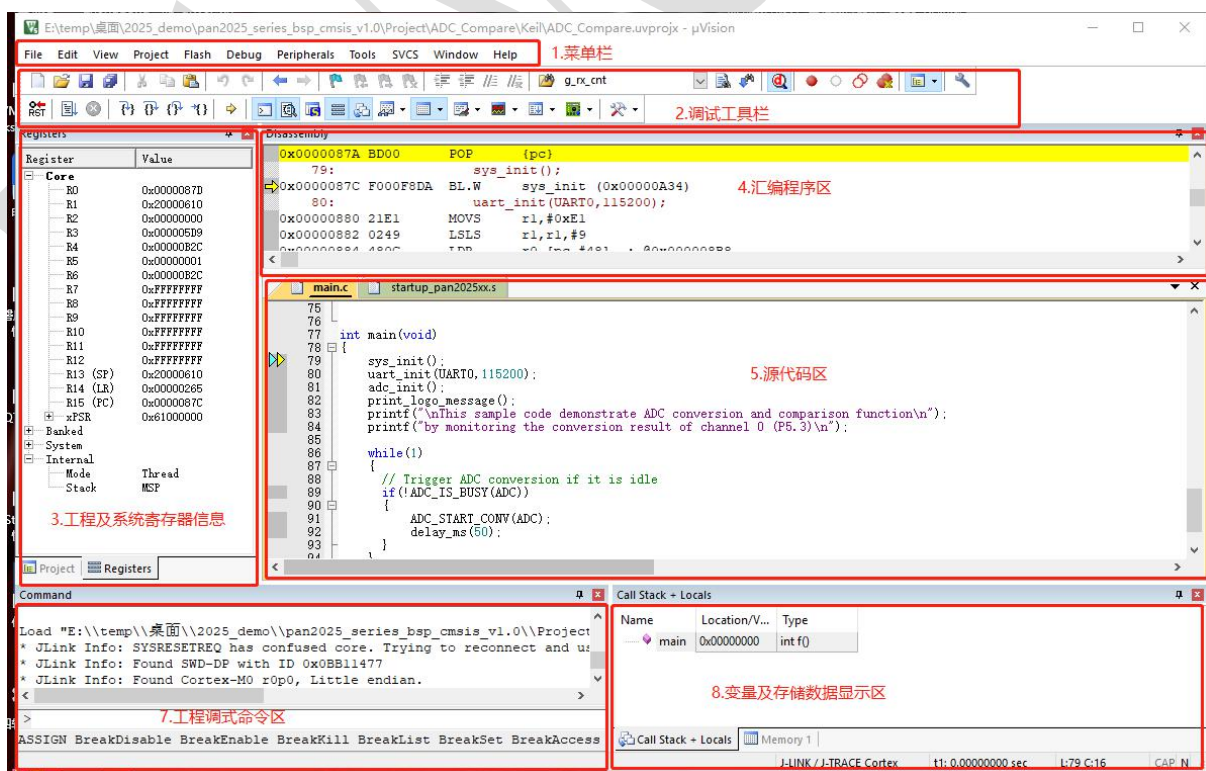 E:\temp\桌面\2025_demo\pan2025_series_bsp_cmsis_v1.0\Project\ADC_Compare\Keil\ADC_Compare.uvprojx - µVision
File Edit View Project Flash Debug Peripherals Tools SVCS Window Help 1.菜单栏
g_rx_cnt
RST
2.调试工具栏
Registers
Register Value
Core
R0 0x0000087D
R1 0x20000610
R2 0x00000000
R3 0x000005D9
R4 0x00000B2C
R5 0x00000001
R6 0x00000B2C
R7 0xFFFFFFFF
R8 0xFFFFFFFF
R9 0xFFFFFFFF
R10 0xFFFFFFFF
R11 0xFFFFFFFF
R12 0xFFFFFFFF
R13 (SP) 0x20000610
R14 (LR) 0x00000265
R15 (PC) 0x0000087C
xPSR 0x61000000
Banked
System
Internal
Mode Thread
Stack MSP
3.工程及系统寄存器信息
Project Registers
Disassembly
0x0000087A BD00 POP {pc}
79: sys_init();
0x0000087C F000F8DA BL.W sys_init (0x00000A34)
80: uart_init(UART0,115200);
0x00000880 21E1 MOVS r1,#0xE1
0x00000882 0249 LSLS r1,r1,#9
0x00000884 480C LDR r0,[pc,#48] ; @0x000008B8
4.汇编程序区
main.c startup_pan2025xx.s
75
76
77 int main(void)
78 {
79 sys_init();
80 uart_init(UART0,115200);
81 adc_init();
82 print_logo_message();
83 printf("\nThis sample code demonstrate ADC conversion and comparison function\n");
84 printf("by monitoring the conversion result of channel 0 (P5.3)\n");
85
86 while(1)
87 {
88 // Trigger ADC conversion if it is idle
89 if(!ADC_IS_BUSY(ADC))
90 {
91 ADC_START_CONV(ADC);
92 delay_ms(50);
93 }
94 }
5.源代码区
Command
Load "E:\\temp\\桌面\\2025_demo\\pan2025_series_bsp_cmsis_v1.0\\Project
* JLink Info: SYSRESETREQ has confused core. Trying to reconnect and us
* JLink Info: Found SWD-DP with ID 0x0BB11477
* JLink Info: Found Cortex-M0 r0p0, Little endian.
>
7.工程调式命令区
ASSIGN BreakDisable BreakEnable BreakKill BreakList BreakSet BreakAccess
Call Stack + Locals
Name Location/V... Type
main 0x00000000 int f()
8.变量及存储数据显示区
Call Stack + Locals Memory 1
J-LINK / J-TRACE Cortex t1: 0.00000000 sec L:79 C:16 CAP N